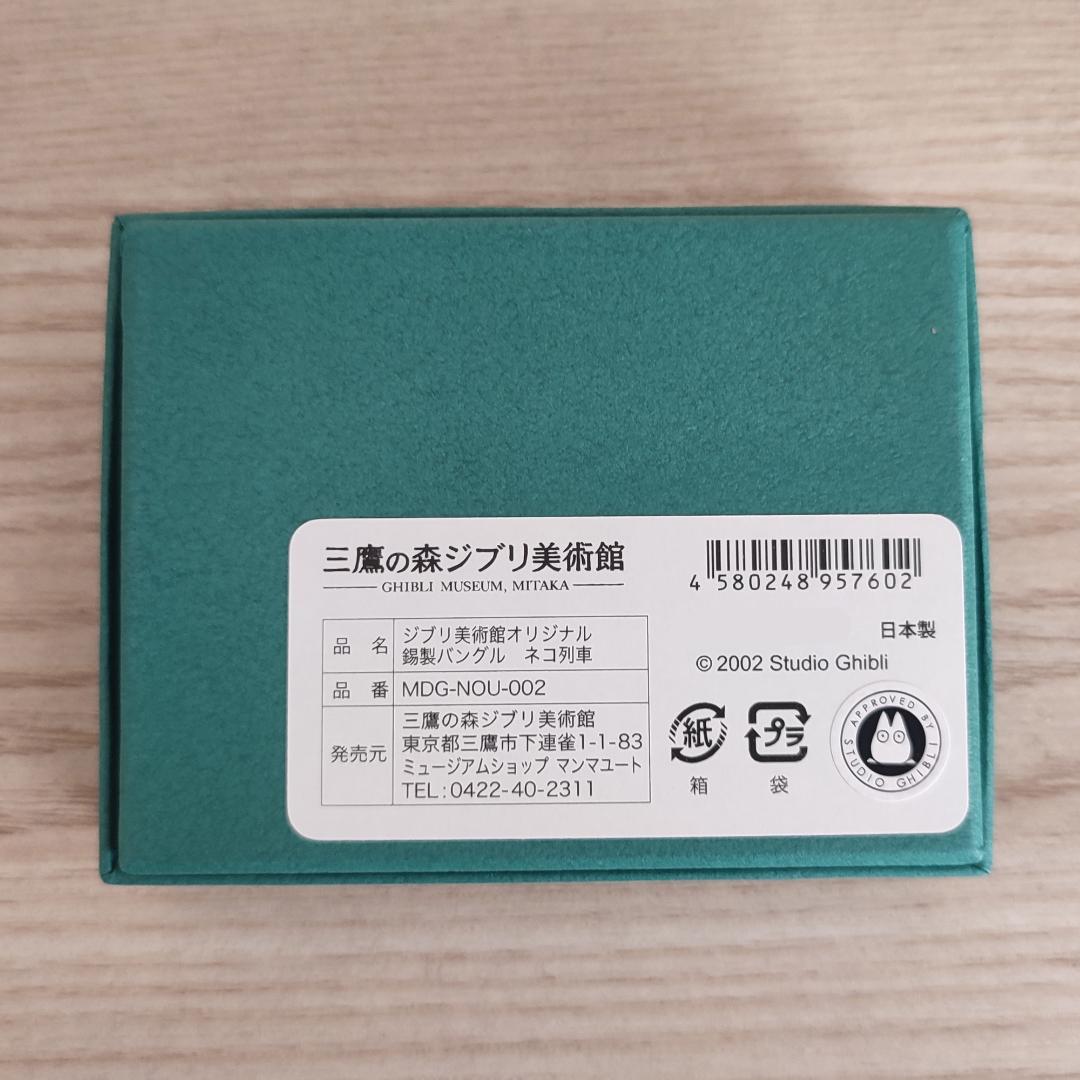 三鷹の森ジブリ美術館
GHIBLI MUSEUM, MITAKA
品 名
ジブリ美術館オリジナル
錫製バングル ネコ列車
品 番
MDG-NOU-002
発売元
三鷹の森ジブリ美術館
東京都三鷹市下連雀1-1-83
ミュージアムショップ マンマユート
TEL:0422-40-2311
4 580248 957602
日本製
© 2002 Studio Ghibli
紙
箱
プラ
袋
APPROVED BY
STUDIO GHIBLI